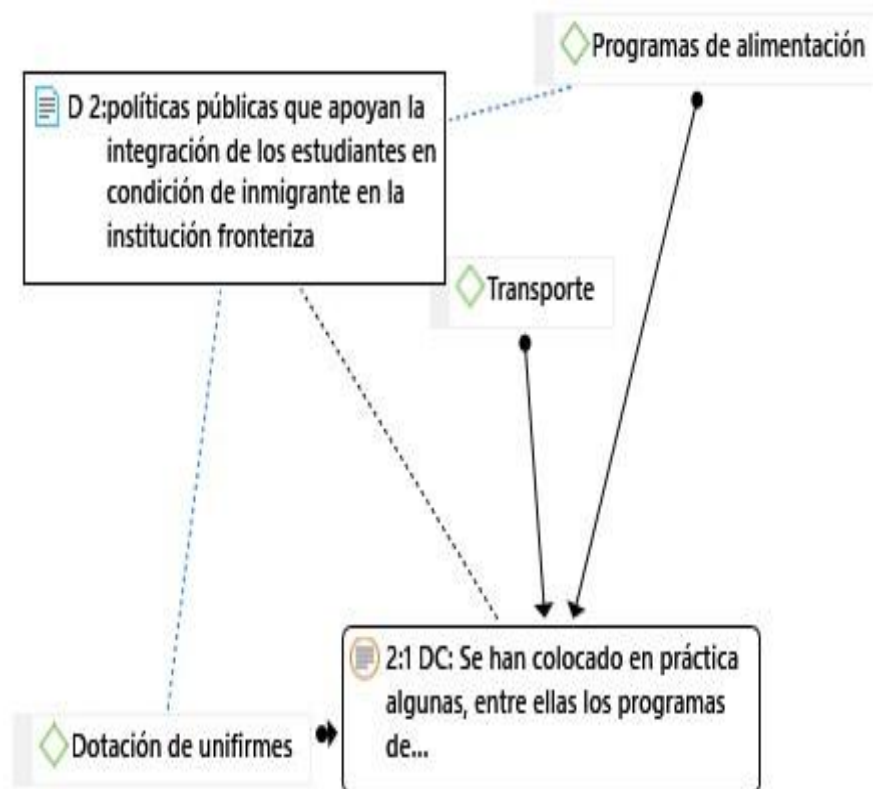 Programas de alimentación
D 2:políticas públicas que apoyan la
integración de los estudiantes en
condición de inmigrante en la
institución fronteriza
Transporte
2:1 DC: Se han colocado en práctica
algunas, entre ellas los programas
de...
Dotación de unifirmes